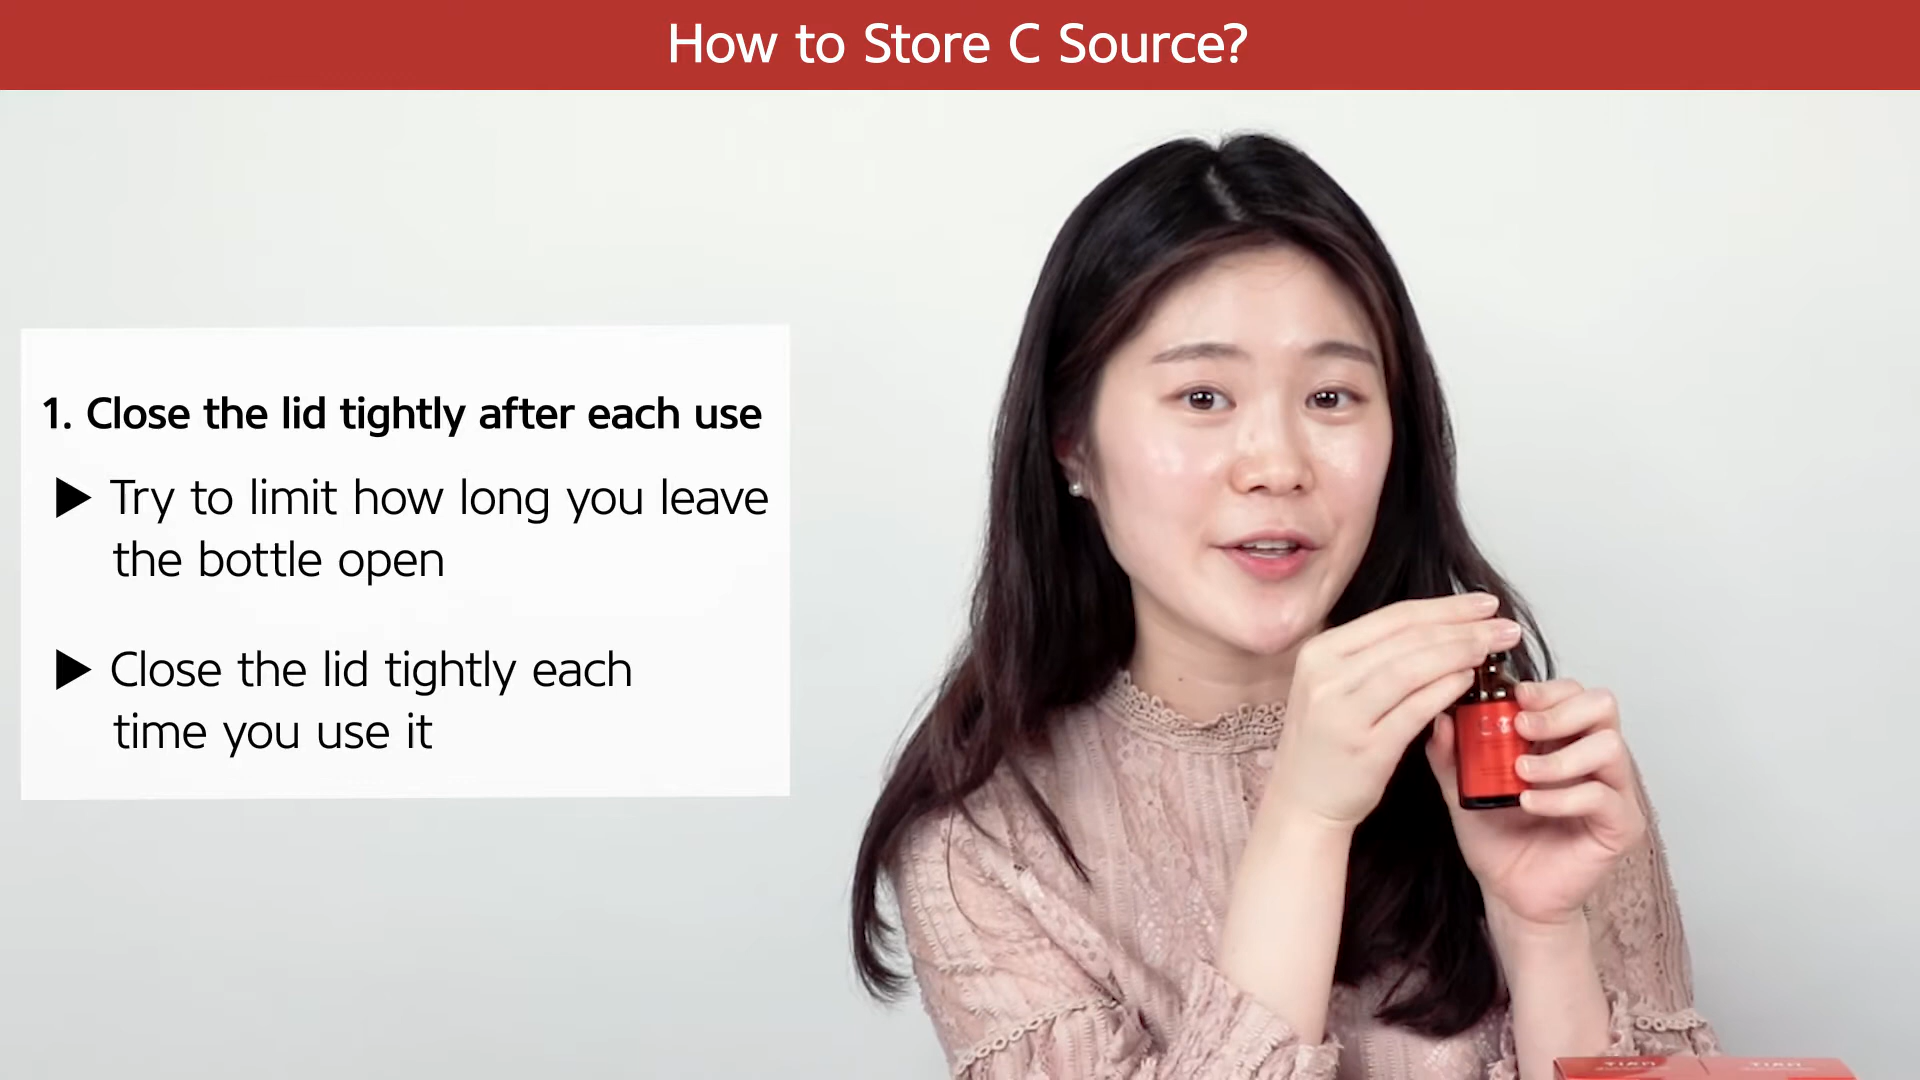 How to Store C Source?
1. Close the lid tightly after each use
▶ Try to limit how long you leave
the bottle open
▶ Close the lid tightly each
time you use it